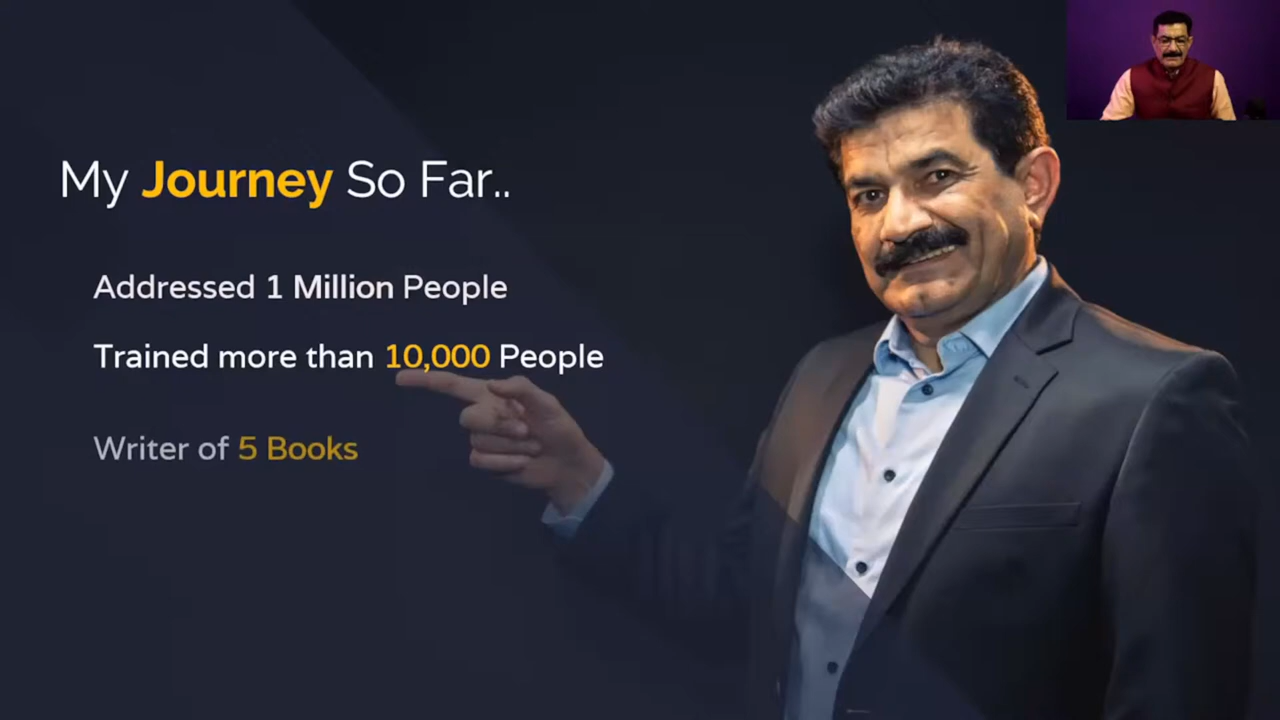 My Journey So Far..
Addressed 1 Million People
Trained more than 10,000 People
Writer of 5 Books